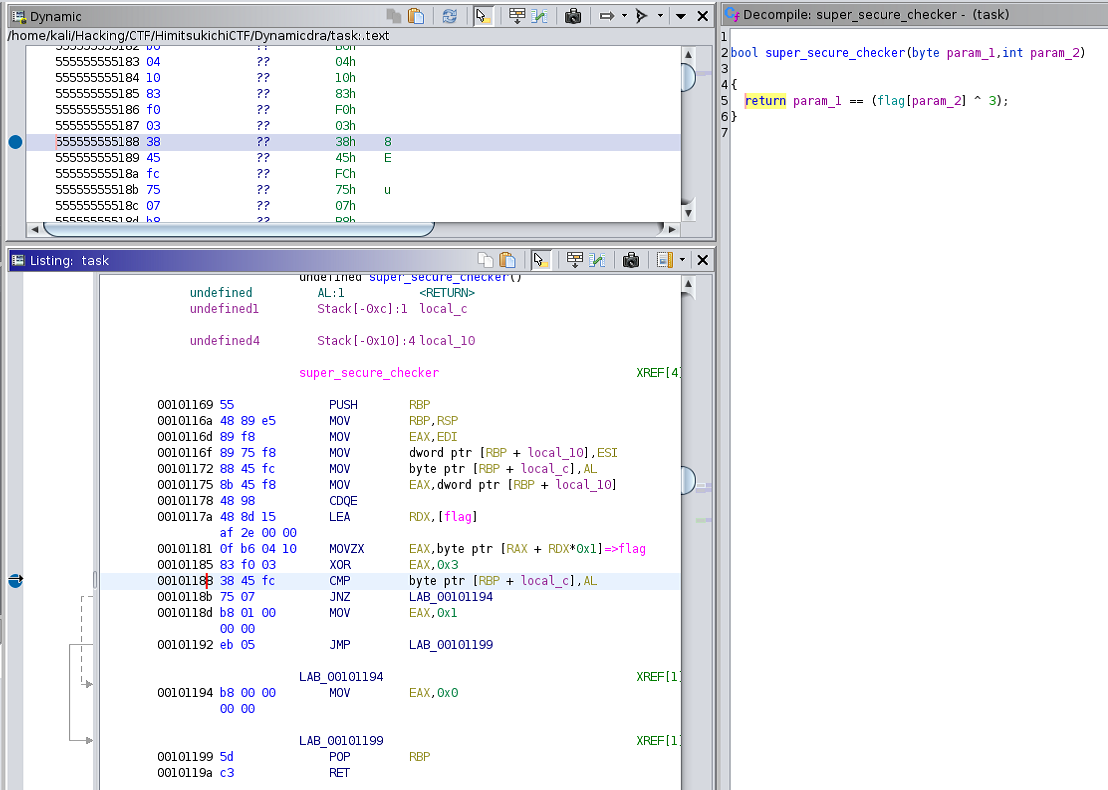 Dynamic
/home/kali/Hacking/CTF/HimitsukichiCTF/Dynamicdra/task:.text
555555555182 b6 ?? B6h
555555555183 04 ?? 04h
555555555184 10 ?? 10h
555555555185 83 ?? 83h
555555555186 f0 ?? F0h
555555555187 03 ?? 03h
555555555188 38 ?? 38h 8
555555555189 45 ?? 45h E
55555555518a fc ?? FCh
55555555518b 75 ?? 75h u
55555555518c 07 ?? 07h
55555555518d b8 ?? B8h
Listing: task
undefined super_secure_checker()
undefined AL:1 <RETURN>
undefined1 Stack[-0xc]:1 local_c
undefined4 Stack[-0x10]:4 local_10
super_secure_checker XREF[4]
00101169 55 PUSH RBP
0010116a 48 89 e5 MOV RBP,RSP
0010116d 89 f8 MOV EAX,EDI
0010116f 89 75 f8 MOV dword ptr [RBP + local_10],ESI
00101172 88 45 fc MOV byte ptr [RBP + local_c],AL
00101175 8b 45 f8 MOV EAX,dword ptr [RBP + local_10]
00101178 48 98 CDQE
0010117a 48 8d 15 LEA RDX,[flag]
af 2e 00 00
00101181 0f b6 04 10 MOVZX EAX,byte ptr [RAX + RDX*0x1]=>flag
00101185 83 f0 03 XOR EAX,0x3
00101188 38 45 fc CMP byte ptr [RBP + local_c],AL
0010118b 75 07 JNZ LAB_00101194
0010118d b8 01 00 MOV EAX,0x1
00 00
00101192 eb 05 JMP LAB_00101199
LAB_00101194 XREF[1]
00101194 b8 00 00 MOV EAX,0x0
00 00
LAB_00101199 XREF[1]
00101199 5d POP RBP
0010119a c3 RET
Decompile: super_secure_checker - (task)
1
2 bool super_secure_checker(byte param_1,int param_2)
3
4 {
5 return param_1 == (flag[param_2] ^ 3);
6 }
7